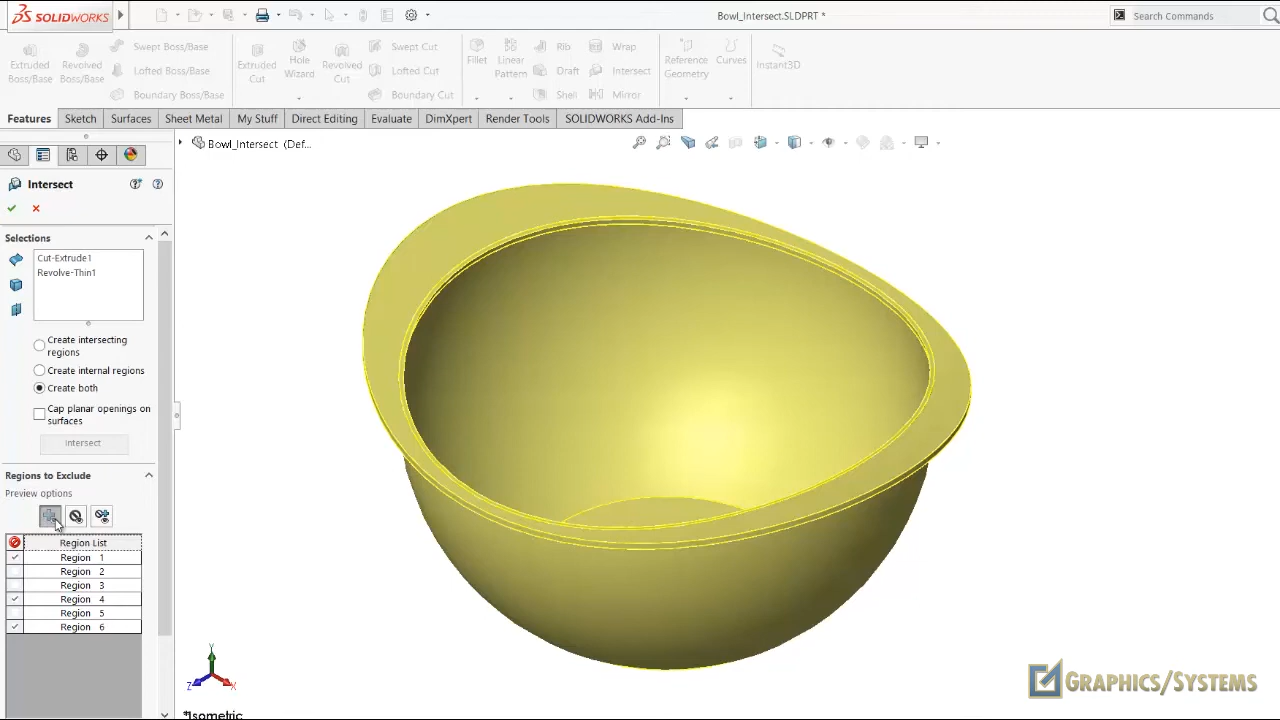 SOLIDWORKS
Bowl_Intersect.SLDPRT *
Search Commands
Extruded Boss/Base
Revolved Boss/Base
Swept Boss/Base
Lofted Boss/Base
Boundary Boss/Base
Extruded Cut
Hole Wizard
Revolved Cut
Swept Cut
Lofted Cut
Boundary Cut
Fillet
Linear Pattern
Rib
Draft
Shell
Wrap
Intersect
Mirror
Reference Geometry
Curves
Instant3D
Features
Sketch
Surfaces
Sheet Metal
My Stuff
Direct Editing
Evaluate
DimXpert
Render Tools
SOLIDWORKS Add-Ins
Bowl_Intersect (Def...
Intersect
Selections
Cut-Extrude1
Revolve-Thin1
Create intersecting
regions
Create internal regions
Create both
Cap planar openings on
surfaces
Intersect
Regions to Exclude
Preview options
Region List
Region 1
Region 2
Region 3
Region 4
Region 5
Region 6
Y
Z
X
*Isometric
GRAPHICS/SYSTEMS